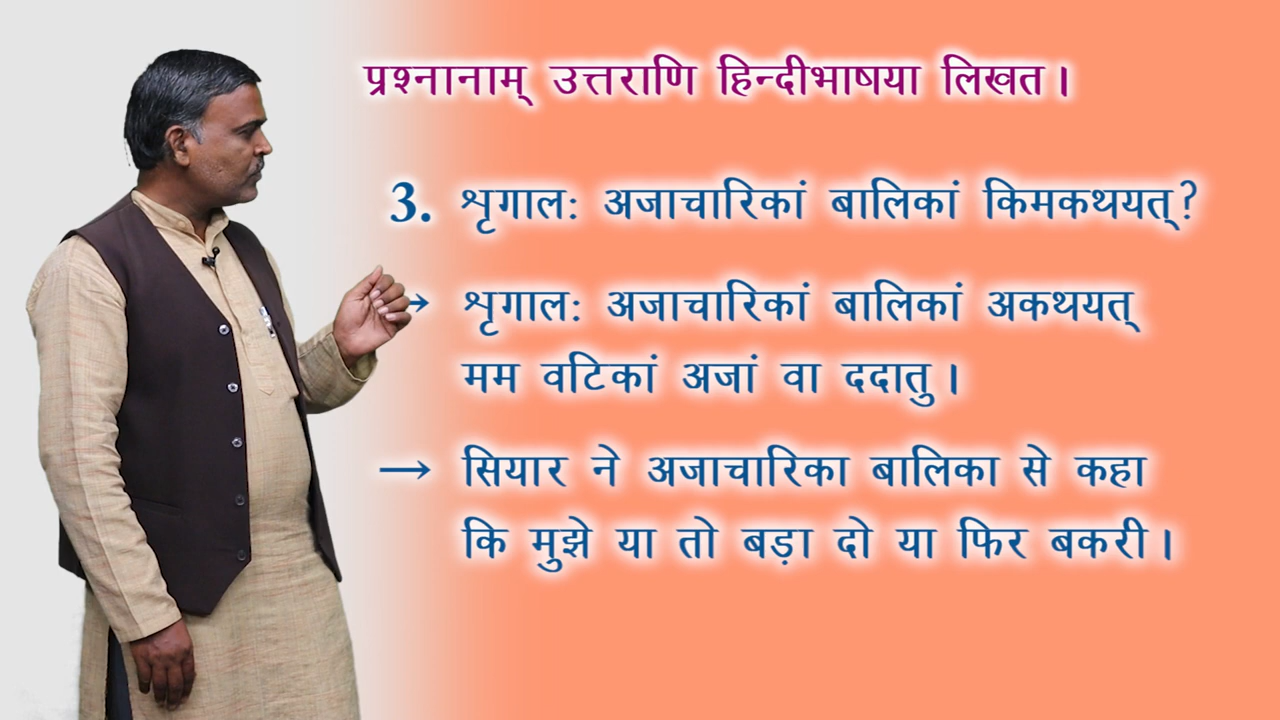 प्रश्नानाम् उत्तराणि हिन्दीभाषया लिखत।
3. शृगालः अजाचारिकां बालिकां किमकथयत्?
→ शृगालः अजाचारिकां बालिकां अकथयत्
मम वटिकां अजां वा ददातु।
→ सियार ने अजाचारिका बालिका से कहा
कि मुझे या तो बड़ा दो या फिर बकरी।